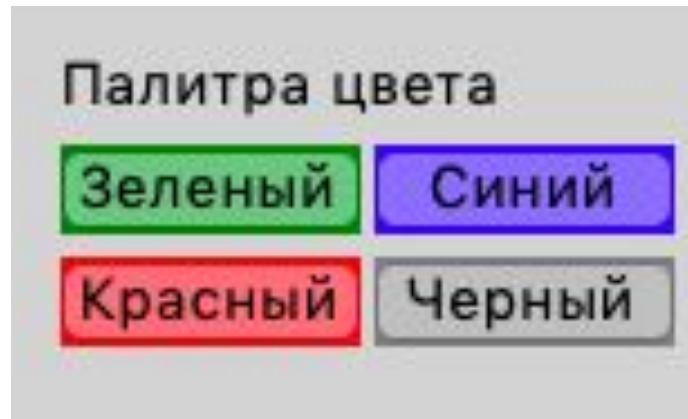 Палитра цвета
Зеленый Синий
Красный Черный